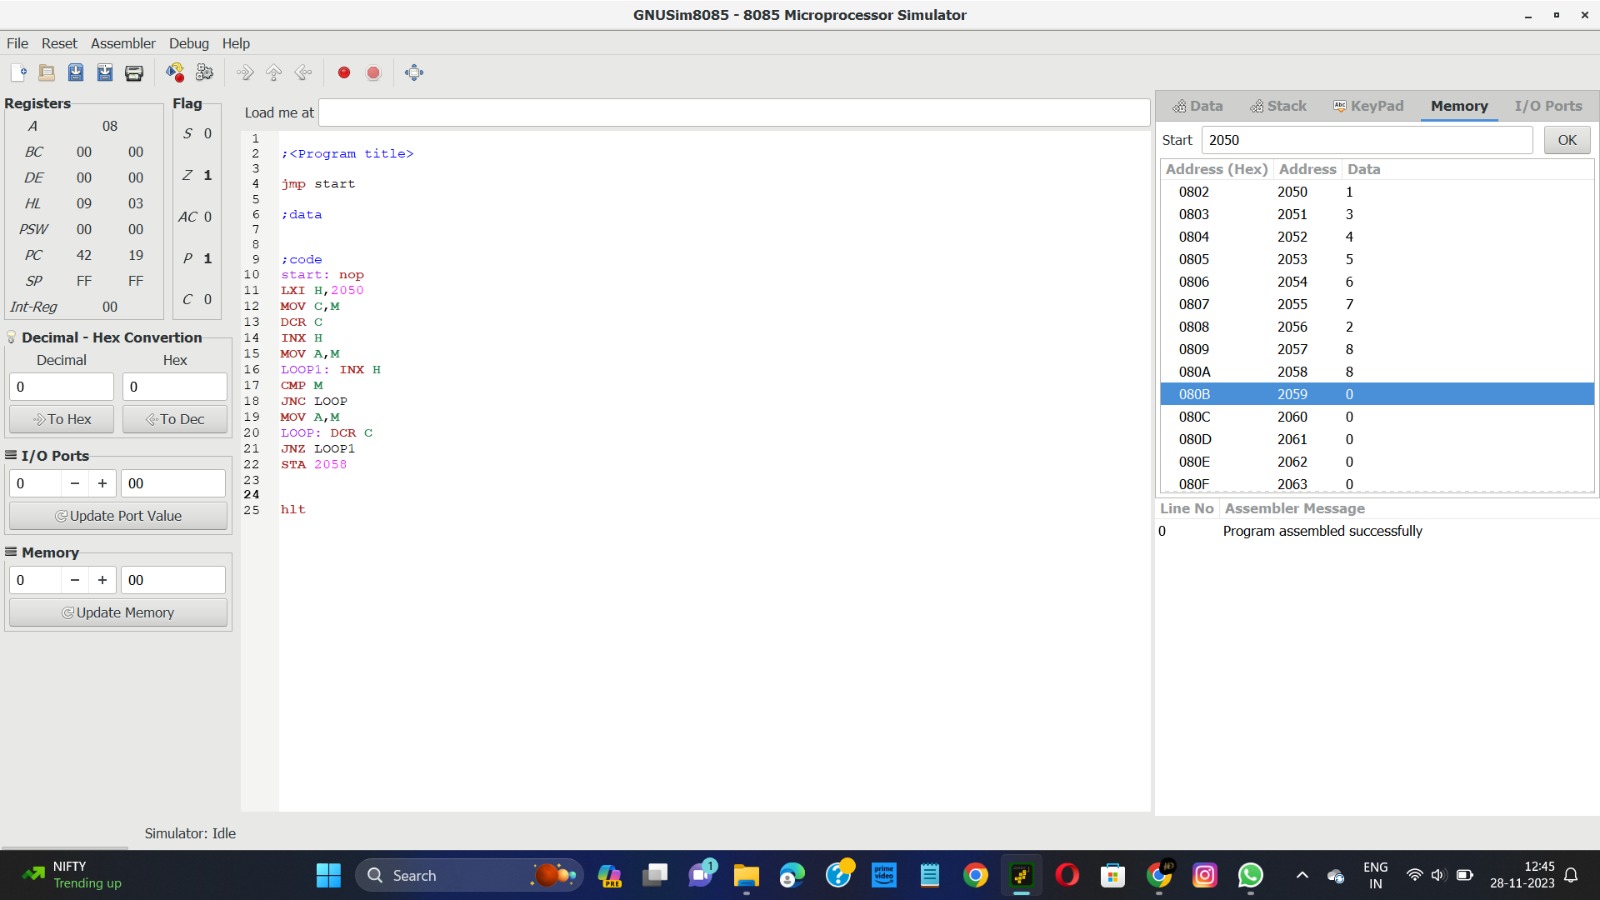 GNUSim8085 - 8085 Microprocessor Simulator
File Reset Assembler Debug Help
Registers
A 08
BC 00 00
DE 00 00
HL 09 03
PSW 00 00
PC 42 19
SP FF FF
Int-Reg 00
Flag
S 0
Z 1
AC 0
P 1
C 0
Decimal - Hex Convertion
Decimal Hex
0 0
To Hex To Dec
I/O Ports
0 - + 00
Update Port Value
Memory
0 - + 00
Update Memory
Load me at
1
2 ;<Program title>
3
4 jmp start
5
6 ;data
7
8
9 ;code
10 start: nop
11 LXI H,2050
12 MOV C,M
13 DCR C
14 INX H
15 MOV A,M
16 LOOP1: INX H
17 CMP M
18 JNC LOOP
19 MOV A,M
20 LOOP: DCR C
21 JNZ LOOP1
22 STA 2058
23
24
25 hlt
Data Stack KeyPad Memory I/O Ports
Start 2050 OK
Address (Hex) Address Data
0802 2050 1
0803 2051 3
0804 2052 4
0805 2053 5
0806 2054 6
0807 2055 7
0808 2056 2
0809 2057 8
080A 2058 8
080B 2059 0
080C 2060 0
080D 2061 0
080E 2062 0
080F 2063 0
Line No Assembler Message
0 Program assembled successfully
Simulator: Idle
NIFTY
Trending up
Search
PRE
1
prime video
ENG
IN
12:45
28-11-2023